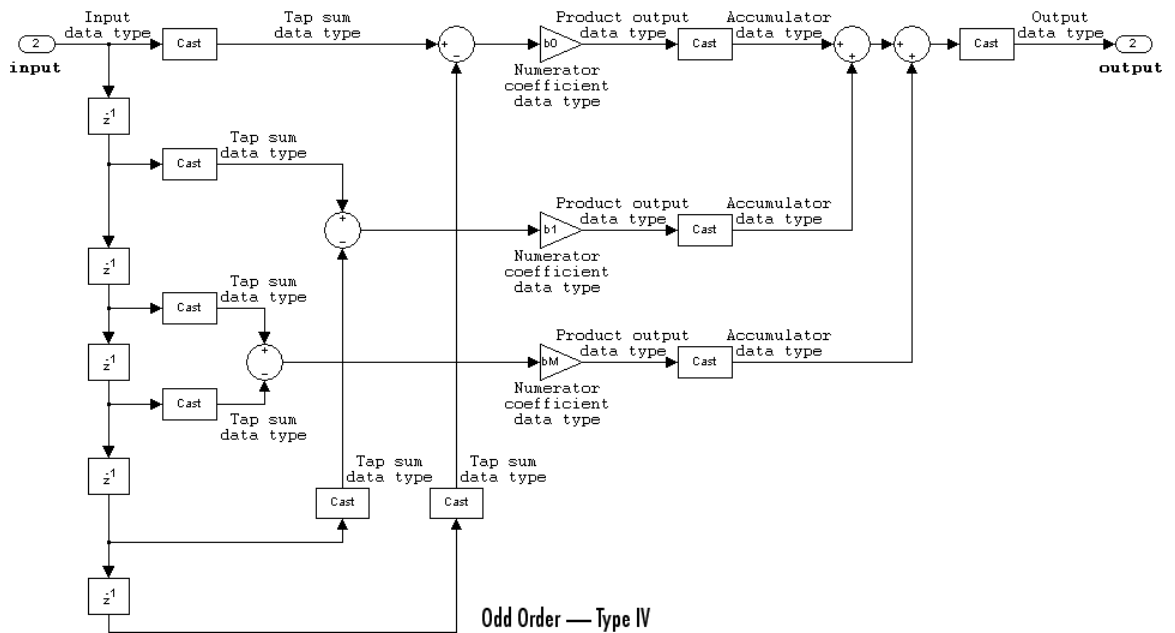 Input
data type
Tap sum
data type
Product output
data type
Accumulator
data type
Output
data type
2
Cast
+
−
b0
Cast
+
+
+
+
Cast
2
input
output
Numerator
coefficient
data type
z-1
Tap sum
data type
Cast
Product output
data type
Accumulator
data type
+
−
b1
Cast
Numerator
coefficient
data type
z-1
Tap sum
data type
Cast
Product output
data type
Accumulator
data type
z-1
+
−
bM
Cast
Numerator
coefficient
data type
Cast
Tap sum
data type
z-1
Tap sum
data type
Tap sum
data type
Cast
Cast
z-1
Odd Order — Type IV